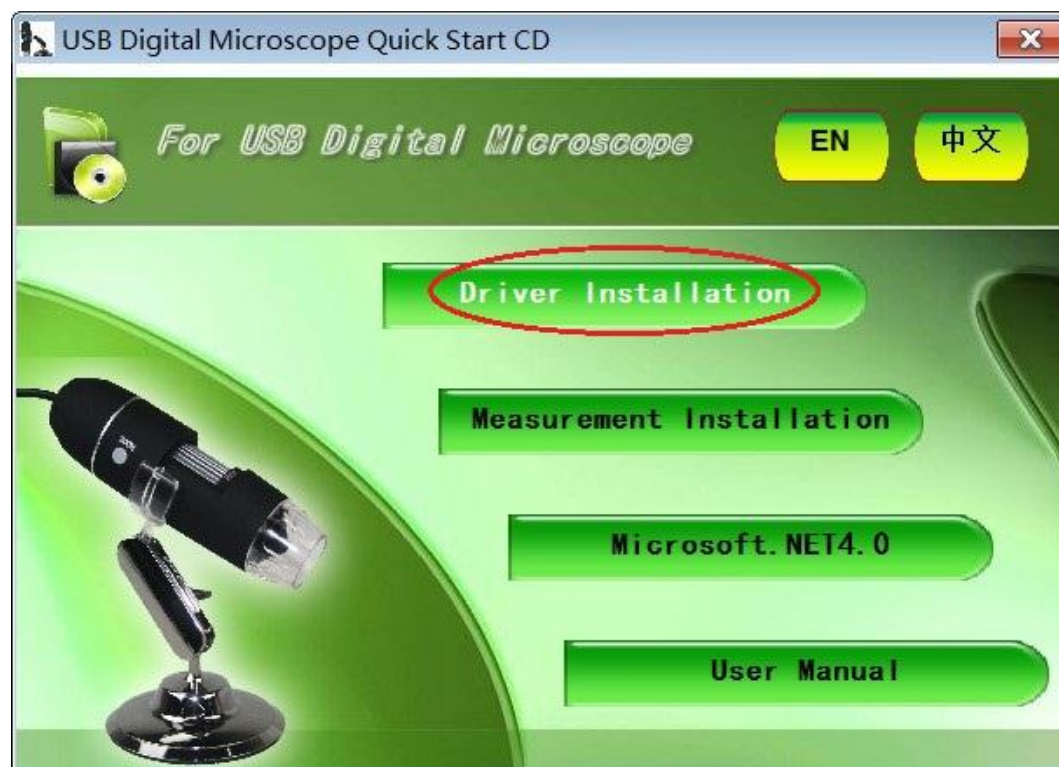 USB Digital Microscope Quick Start CD
For USB Digital Microscope
EN
中文
Driver Installation
Measurement Installation
Microsoft.NET4.0
User Manual